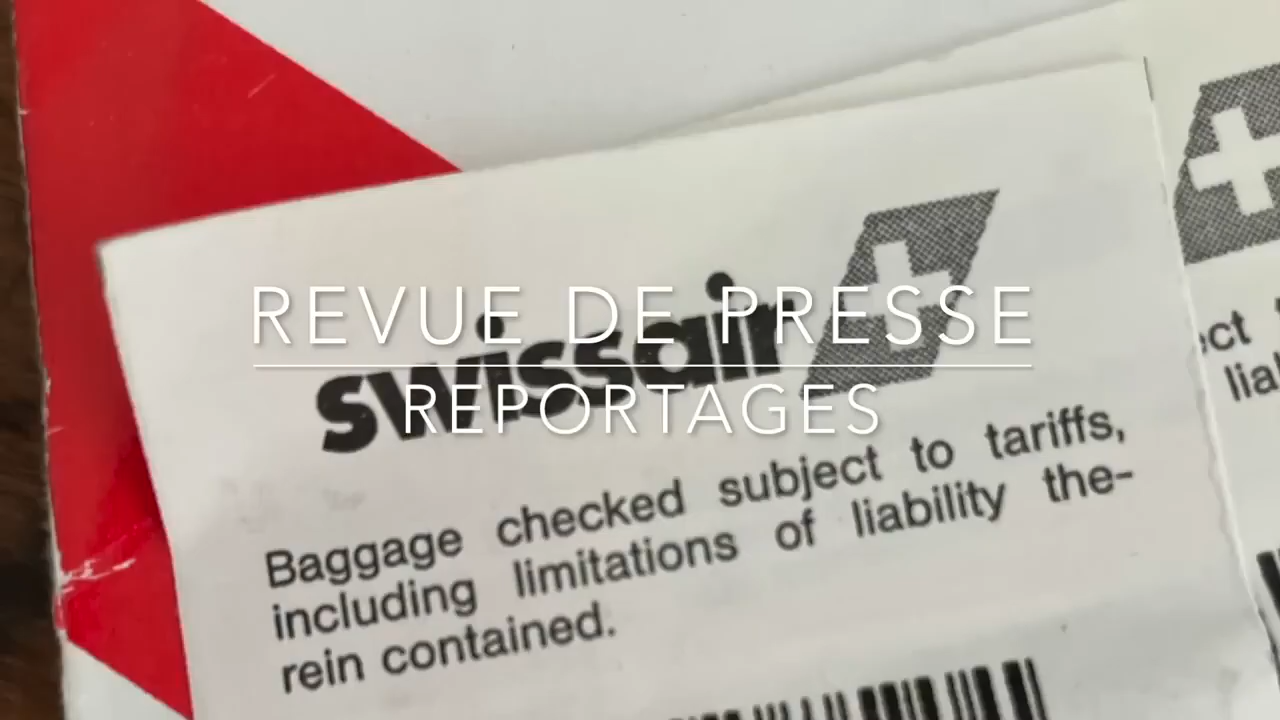 REVUE DE PRESSE
REPORTAGES
swissair
Baggage checked subject to tariffs,
including limitations of liability the-
rein contained.
ect
lia